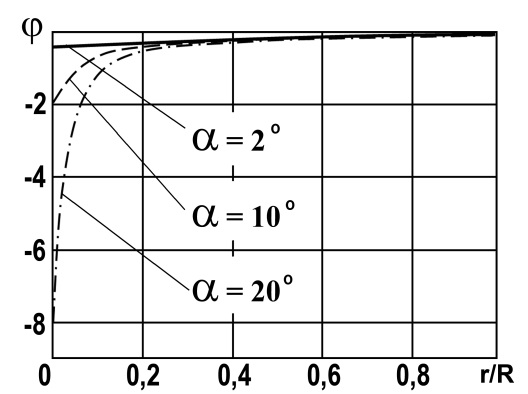 φ
-2
α = 2°
-4
α = 10°
-6
α = 20°
-8
0 0,2 0,4 0,6 0,8 r/R